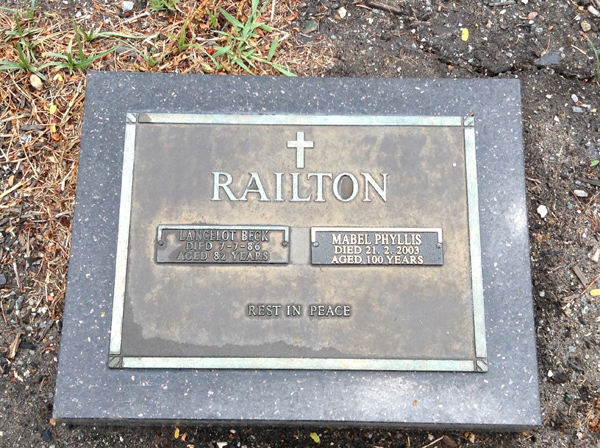 RAILTON
LANCELOT BECK
DIED 7-7-86
AGED 82 YEARS
MABEL PHYLLIS
DIED 21. 2. 2003
AGED 100 YEARS
REST IN PEACE